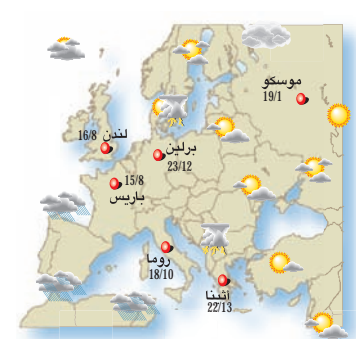 موسكو
19/1
لندن 16/8
برلين
23/12
15/8
باريس
روما
18/10
أثينا
22/13